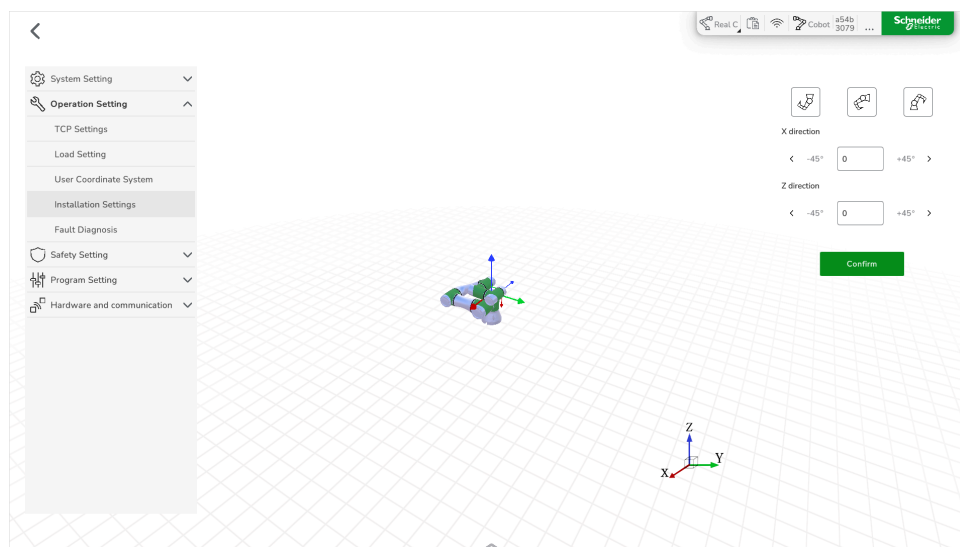 Real C
Cobot
a54b
3079
...
Schneider
Electric
System Setting
Operation Setting
TCP Settings
Load Setting
User Coordinate System
Installation Settings
Fault Diagnosis
Safety Setting
Program Setting
Hardware and communication
X direction
-45° 0 +45°
Z direction
-45° 0 +45°
Confirm
Z
Y
X